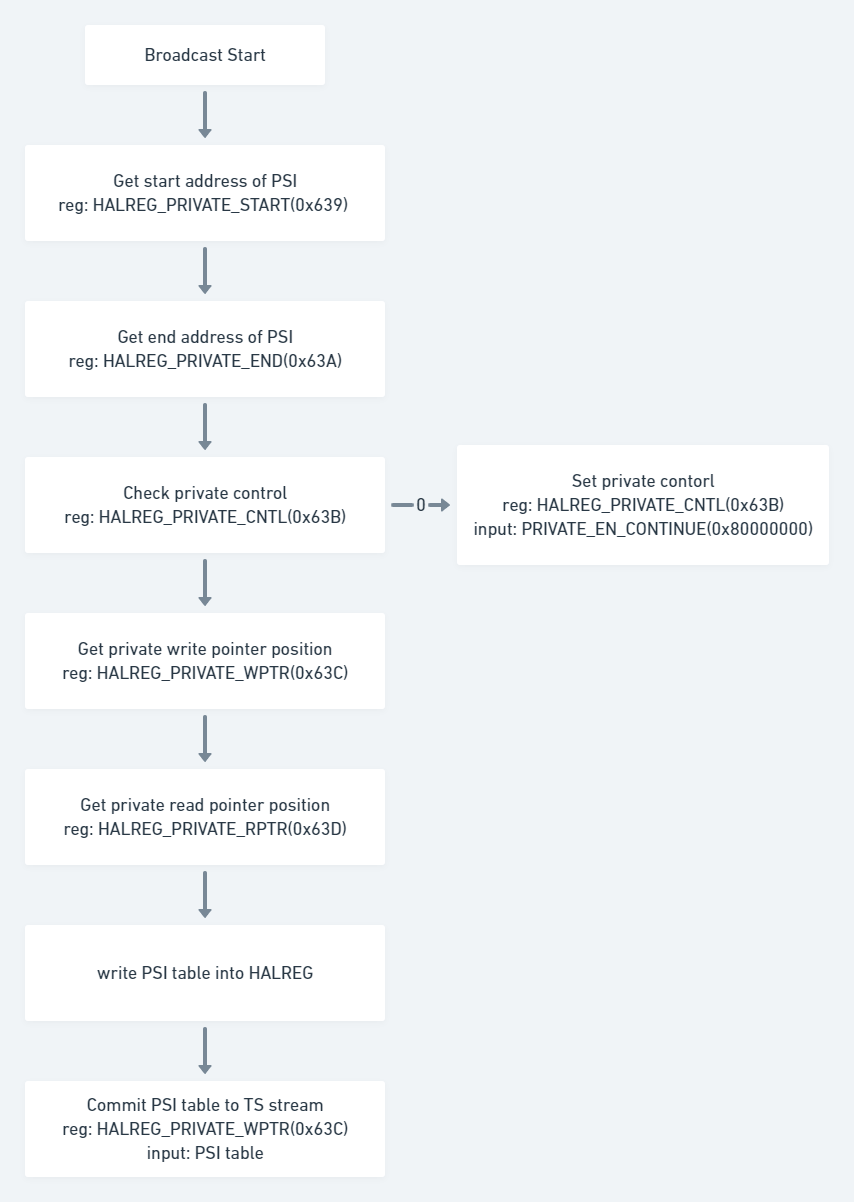 Broadcast Start
Get start address of PSI
reg: HALREG_PRIVATE_START(0x639)
Get end address of PSI
reg: HALREG_PRIVATE_END(0x63A)
Check private control
reg: HALREG_PRIVATE_CNTL(0x63B)
0
Set private contorl
reg: HALREG_PRIVATE_CNTL(0x63B)
input: PRIVATE_EN_CONTINUE(0x80000000)
Get private write pointer position
reg: HALREG_PRIVATE_WPTR(0x63C)
Get private read pointer position
reg: HALREG_PRIVATE_RPTR(0x63D)
write PSI table into HALREG
Commit PSI table to TS stream
reg: HALREG_PRIVATE_WPTR(0x63C)
input: PSI table